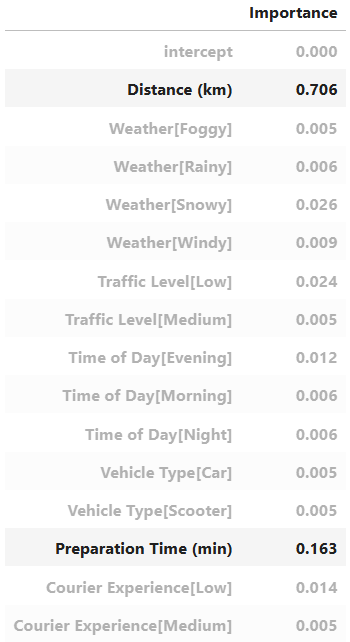 Importance
intercept 0.000
Distance (km) 0.706
Weather[Foggy] 0.005
Weather[Rainy] 0.006
Weather[Snowy] 0.026
Weather[Windy] 0.009
Traffic Level[Low] 0.024
Traffic Level[Medium] 0.005
Time of Day[Evening] 0.012
Time of Day[Morning] 0.006
Time of Day[Night] 0.006
Vehicle Type[Car] 0.005
Vehicle Type[Scooter] 0.005
Preparation Time (min) 0.163
Courier Experience[Low] 0.014
Courier Experience[Medium] 0.005